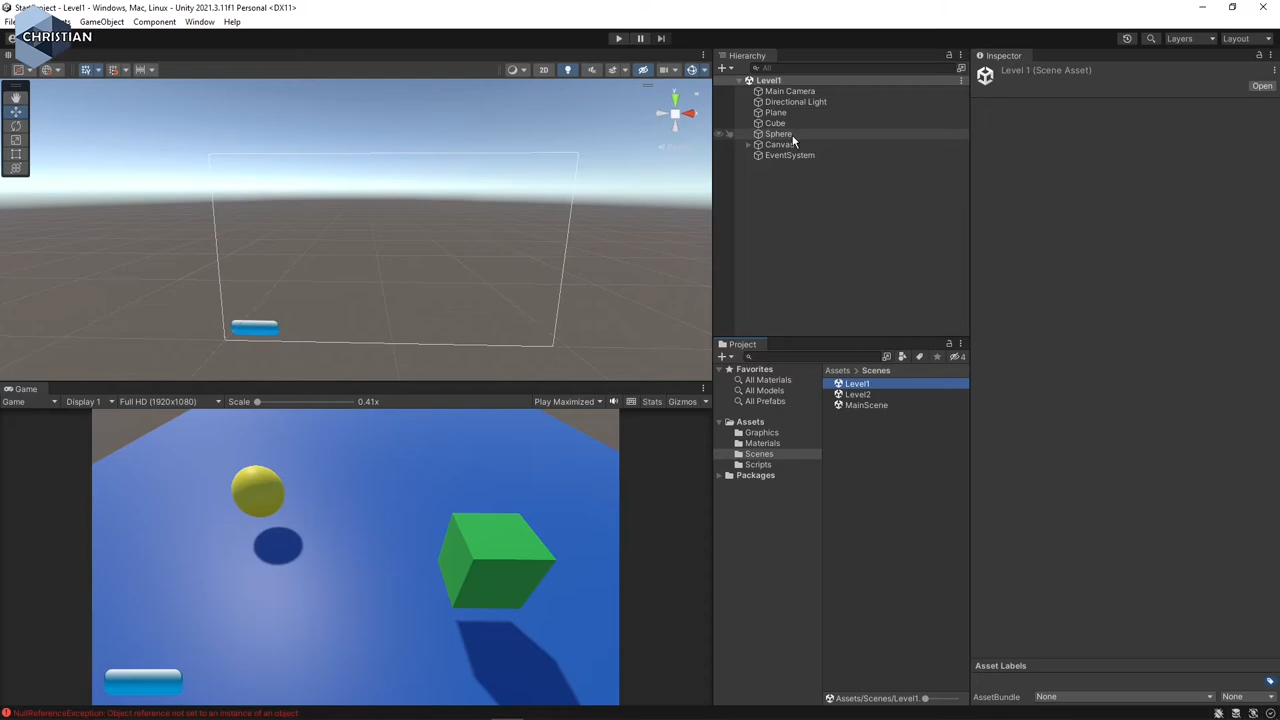 StartProject - Level1 - Windows, Mac, Linux - Unity 2021.3.11f1 Personal <DX11>
GameObject Component Window Help
CHRISTIAN
Layers Layout
Hierarchy
Inspector
2D
All
Level1
Level 1 (Scene Asset)
Open
Main Camera
Directional Light
Plane
Cube
Sphere
Canvas
EventSystem
Project
4
Favorites
All Materials
All Models
All Prefabs
Assets
Graphics
Materials
Scenes
Scripts
Packages
Assets > Scenes
Level1
Level2
MainScene
Game
Game Display 1 Full HD (1920x1080) Scale 0.41x Play Maximized Stats Gizmos
Asset Labels
Assets/Scenes/Level1.
AssetBundle None None
NullReferenceException: Object reference not set to an instance of an object